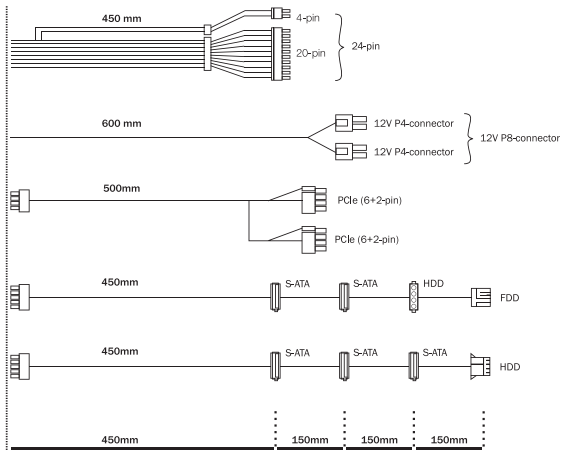 450 mm
4-pin
20-pin
24-pin
600 mm
12V P4-connector
12V P4-connector
12V P8-connector
500mm
PCIe (6+2-pin)
PCIe (6+2-pin)
450mm
S-ATA
S-ATA
HDD
FDD
450mm
S-ATA
S-ATA
S-ATA
HDD
450mm
150mm
150mm
150mm